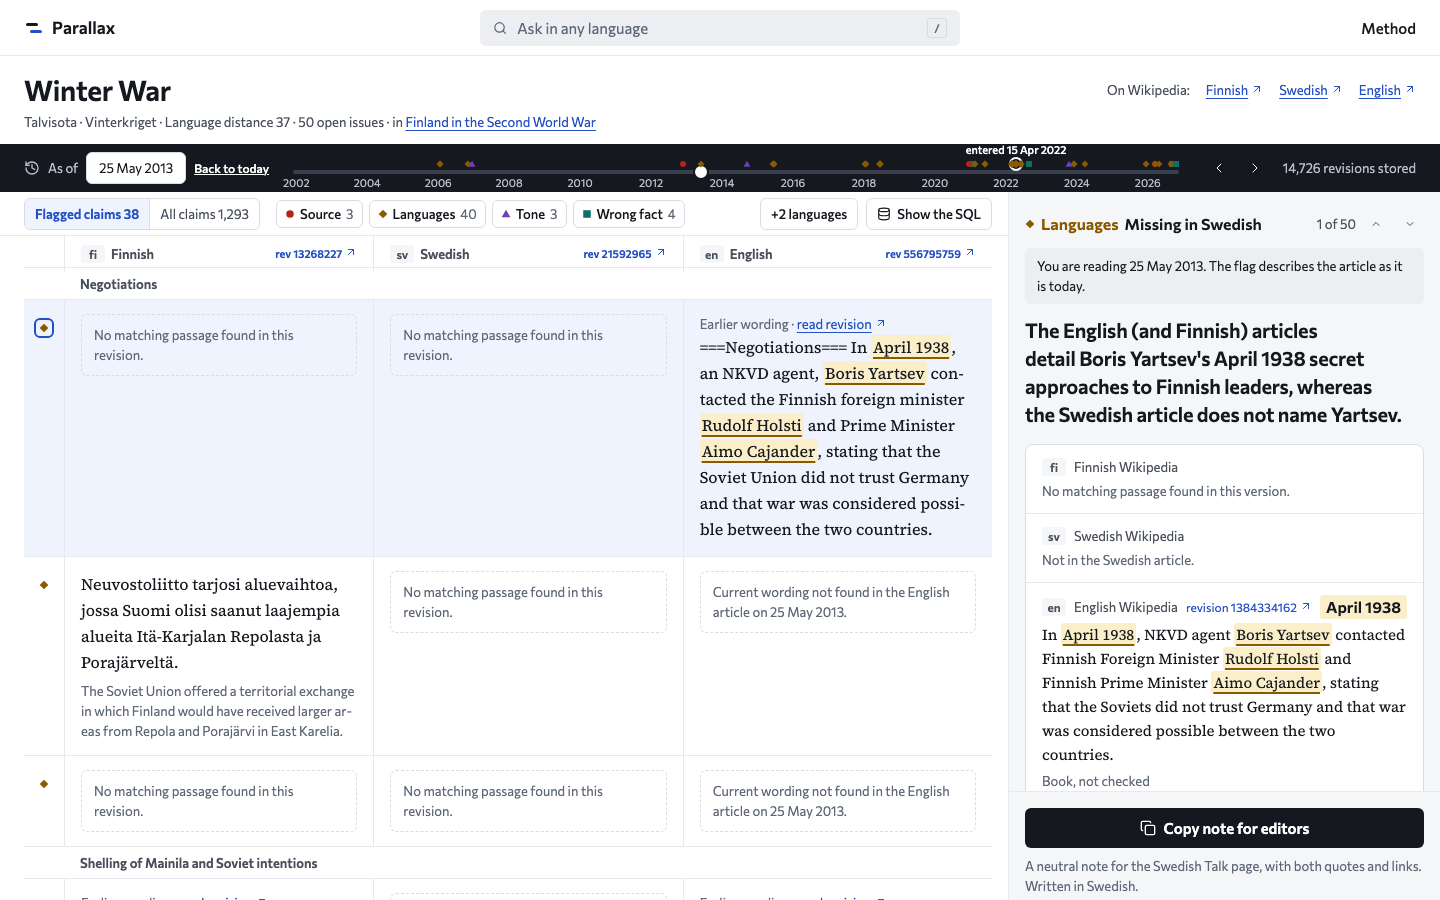 Parallax
Ask in any language
/
Method
Winter War
On Wikipedia: Finnish Swedish English
Talvisota · Vinterkriget · Language distance 37 · 50 open issues · in Finland in the Second World War
entered 15 Apr 2022
As of 25 May 2013 Back to today
2002 2004 2006 2008 2010 2012 2014 2016 2018 2020 2022 2024 2026
14,726 revisions stored
Flagged claims 38 All claims 1,293 Source 3 Languages 40 Tone 3 Wrong fact 4 +2 languages Show the SQL
fi Finnish rev 13268227
sv Swedish rev 21592965
en English rev 556795759
Negotiations
No matching passage found in this
revision.
No matching passage found in this
revision.
Earlier wording · read revision
===Negotiations=== In April 1938,
an NKVD agent, Boris Yartsev con-
tacted the Finnish foreign minister
Rudolf Holsti and Prime Minister
Aimo Cajander, stating that the
Soviet Union did not trust Germany
and that war was considered possi-
ble between the two countries.
Neuvostoliitto tarjosi aluevaihtoa,
jossa Suomi olisi saanut laajempia
alueita Itä-Karjalan Repolasta ja
Porajärveltä.
The Soviet Union offered a territorial exchange
in which Finland would have received larger ar-
eas from Repola and Porajärvi in East Karelia.
No matching passage found in this
revision.
Current wording not found in the English
article on 25 May 2013.
No matching passage found in this
revision.
No matching passage found in this
revision.
Current wording not found in the English
article on 25 May 2013.
Shelling of Mainila and Soviet intentions
Languages Missing in Swedish 1 of 50
You are reading 25 May 2013. The flag describes the article as it
is today.
The English (and Finnish) articles
detail Boris Yartsev's April 1938 secret
approaches to Finnish leaders, whereas
the Swedish article does not name Yartsev.
fi Finnish Wikipedia
No matching passage found in this version.
sv Swedish Wikipedia
Not in the Swedish article.
en English Wikipedia revision 1384334162 April 1938
In April 1938, NKVD agent Boris Yartsev contacted
Finnish Foreign Minister Rudolf Holsti and
Finnish Prime Minister Aimo Cajander, stating
that the Soviets did not trust Germany and that war
was considered possible between the two
countries.
Book, not checked
Copy note for editors
A neutral note for the Swedish Talk page, with both quotes and links.
Written in Swedish.